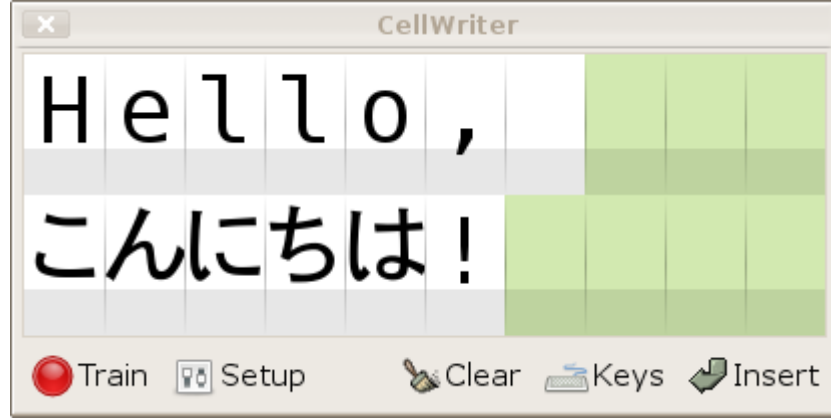 CellWriter
Hello,
こんにちは!
Train Setup Clear Keys Insert